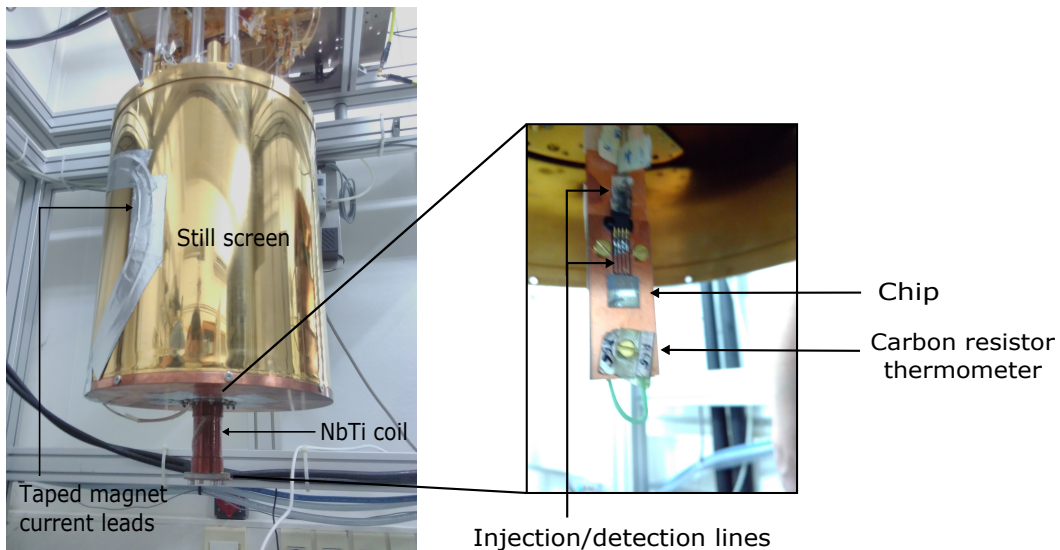 Still screen
NbTi coil
Taped magnet
current leads
Chip
Carbon resistor
thermometer
Injection/detection lines